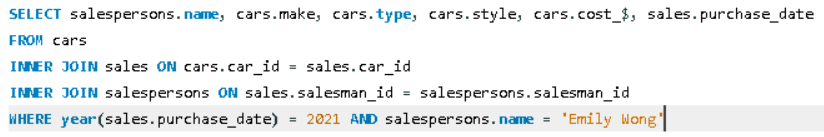 SELECT salespersons.name, cars.make, cars.type, cars.style, cars.cost_$, sales.purchase_date
FROM cars
INNER JOIN sales ON cars.car_id = sales.car_id
INNER JOIN salespersons ON sales.salesman_id = salespersons.salesman_id
WHERE year(sales.purchase_date) = 2021 AND salespersons.name = 'Emily Wong'